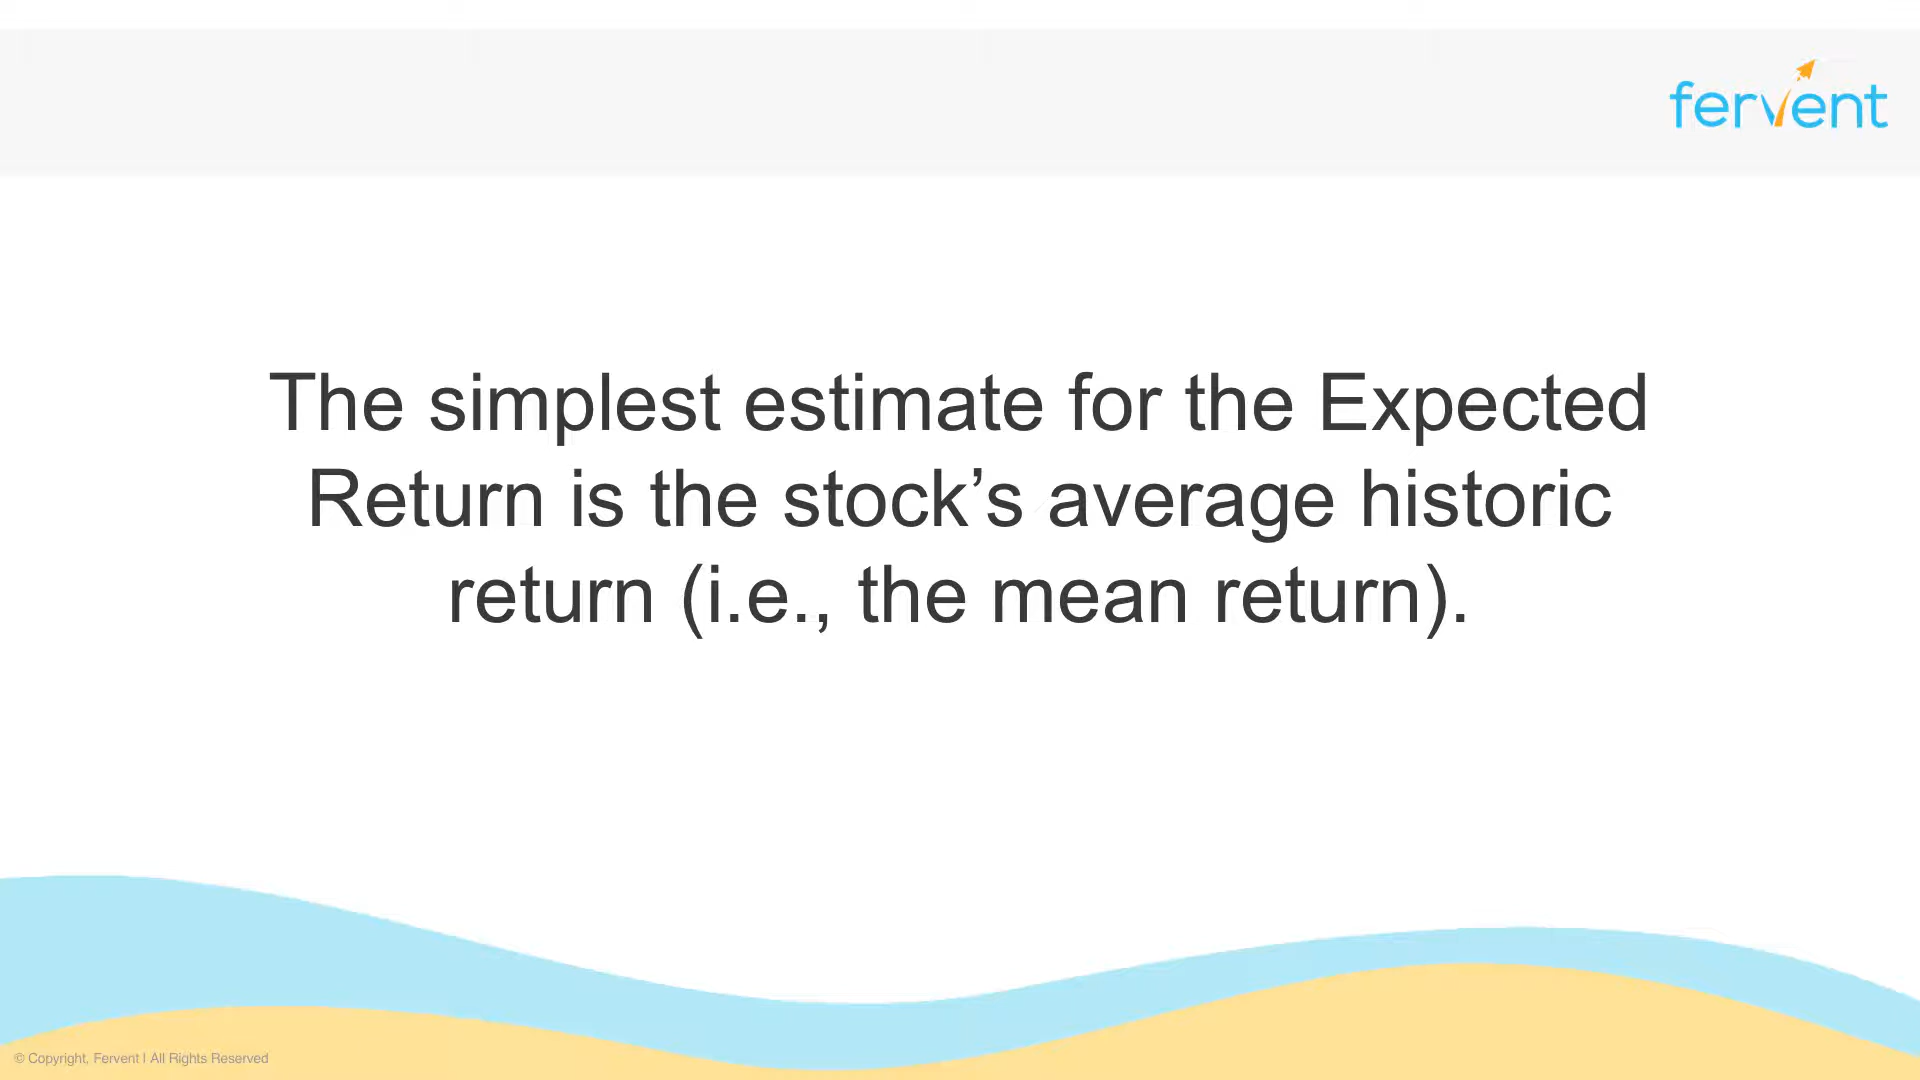 fervent
The simplest estimate for the Expected
Return is the stock’s average historic
return (i.e., the mean return).
© Copyright, Fervent | All Rights Reserved